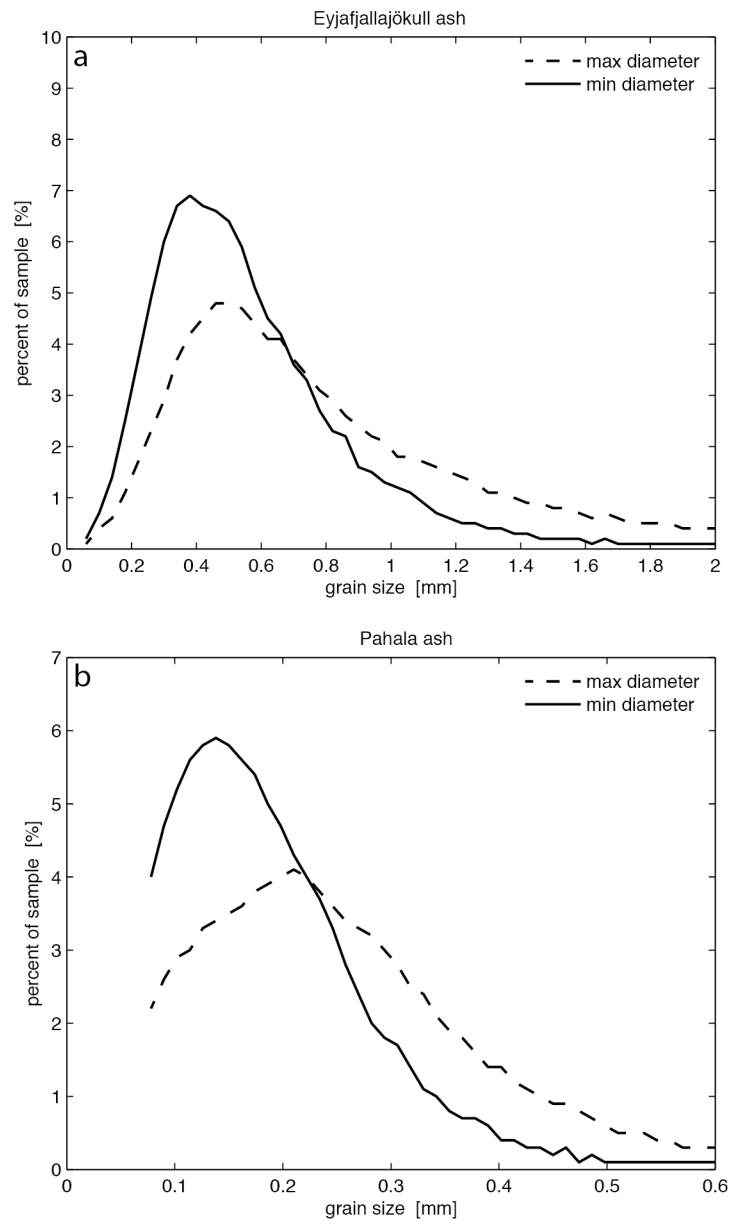 Eyjafjallajökull ash
a
max diameter
min diameter
10
9
8
7
6
5
4
3
2
1
0
percent of sample [%]
0 0.2 0.4 0.6 0.8 1 1.2 1.4 1.6 1.8 2
grain size [mm]
Pahala ash
b
max diameter
min diameter
7
6
5
4
3
2
1
0
percent of sample [%]
0 0.1 0.2 0.3 0.4 0.5 0.6
grain size [mm]